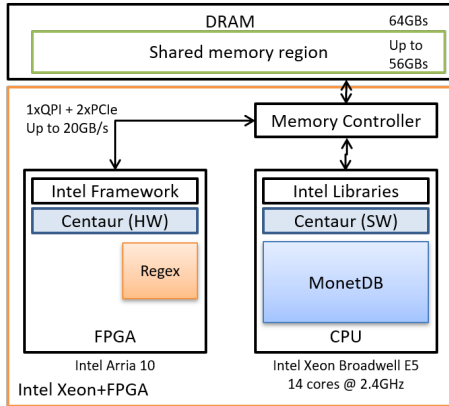 DRAM
64GBs
Shared memory region
Up to
56GBs
1xQPI + 2xPCIe
Up to 20GB/s
Memory Controller
Intel Framework
Centaur (HW)
Regex
FPGA
Intel Arria 10
Intel Libraries
Centaur (SW)
MonetDB
CPU
Intel Xeon Broadwell E5
14 cores @ 2.4GHz
Intel Xeon+FPGA